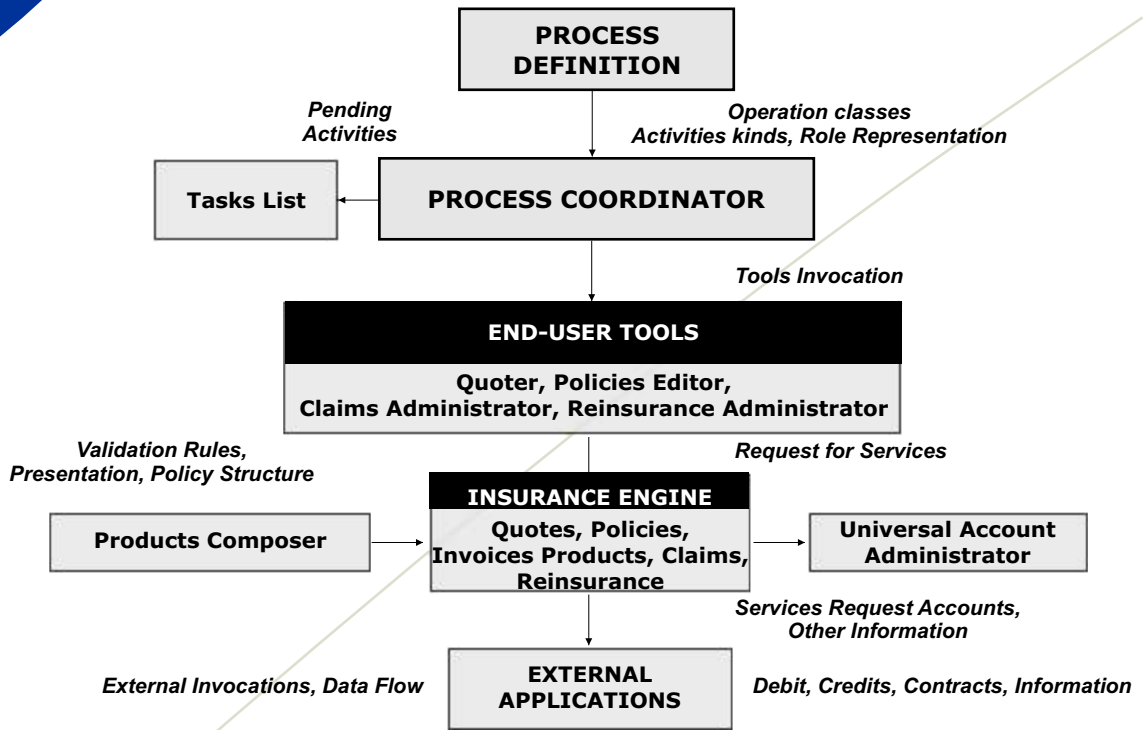 PROCESS
DEFINITION
Pending
Activities
Operation classes
Activities kinds, Role Representation
Tasks List
PROCESS COORDINATOR
Tools Invocation
END-USER TOOLS
Quoter, Policies Editor,
Claims Administrator, Reinsurance Administrator
Validation Rules,
Presentation, Policy Structure
Request for Services
INSURANCE ENGINE
Products Composer
Quotes, Policies,
Invoices Products, Claims,
Reinsurance
Universal Account
Administrator
Services Request Accounts,
Other Information
External Invocations, Data Flow
EXTERNAL
APPLICATIONS
Debit, Credits, Contracts, Information